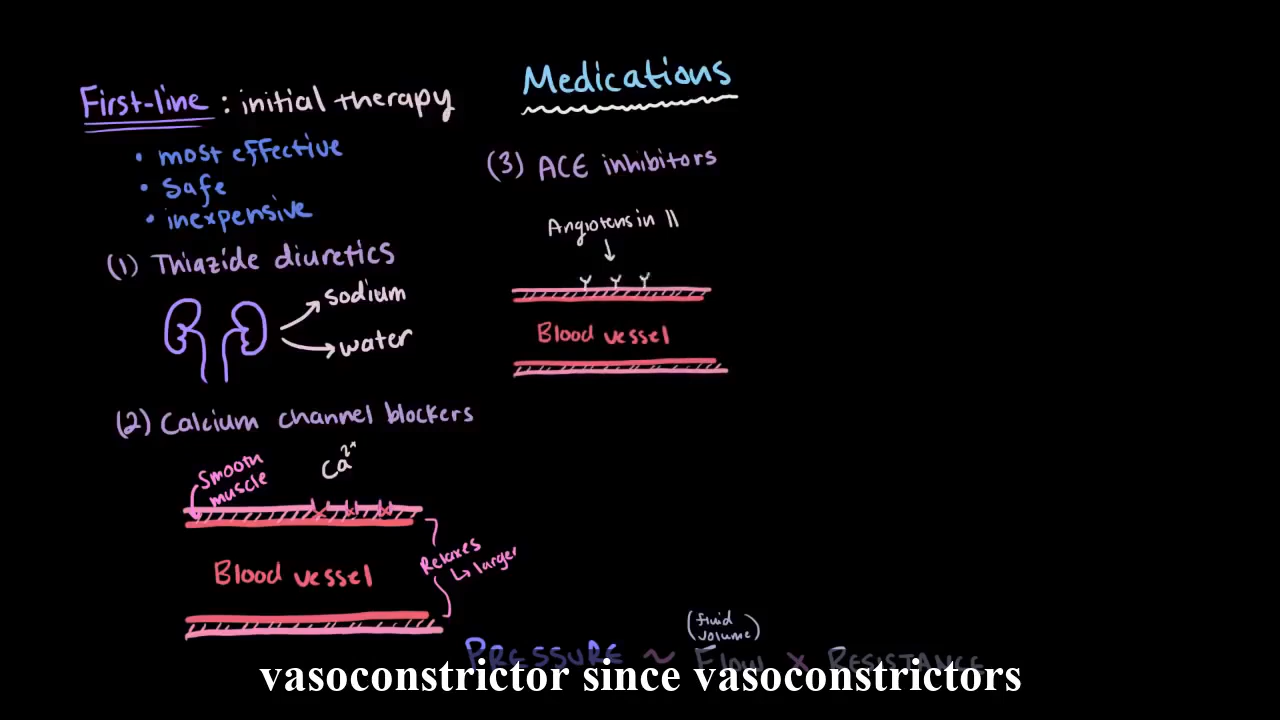 Medications
First-line : initial therapy
• most effective
• safe
• inexpensive
(1) Thiazide diuretics
sodium
water
(2) Calcium channel blockers
Smooth
muscle
Ca2+
Blood vessel
Relaxes
↳ larger
(3) ACE inhibitors
Angiotensin II
Blood vessel
(fluid
volume)
PRESSURE ~ Flow x RESISTANCE
vasoconstrictor since vasoconstrictors